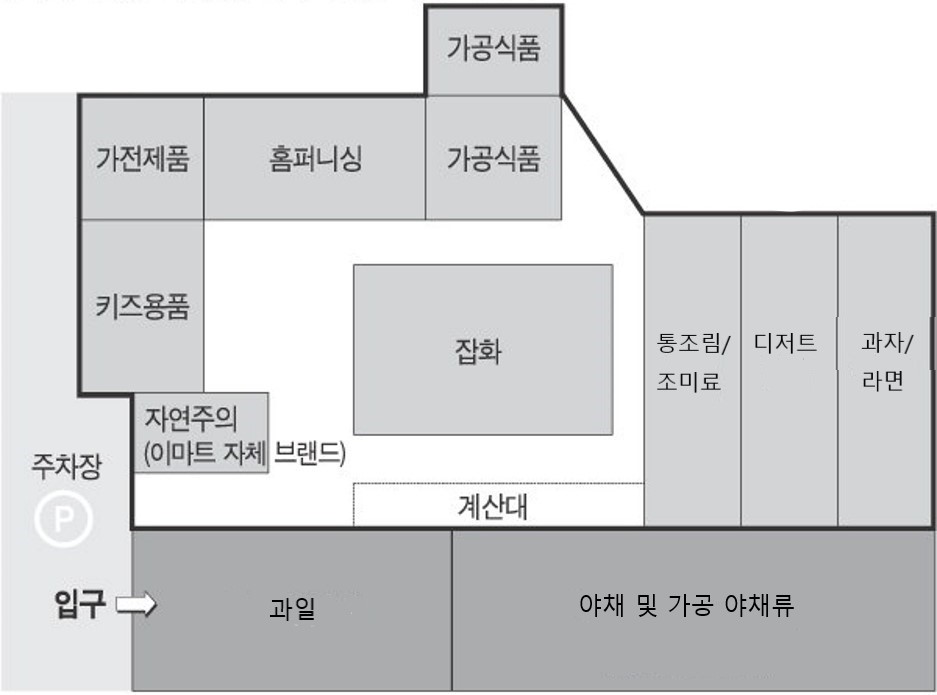 가공식품
가전제품
홈퍼니싱
가공식품
키즈용품
잡화
통조림/
조미료
디저트
과자/
라면
자연주의
(이마트 자체 브랜드)
주차장
P
계산대
입구
과일
야채 및 가공 야채류